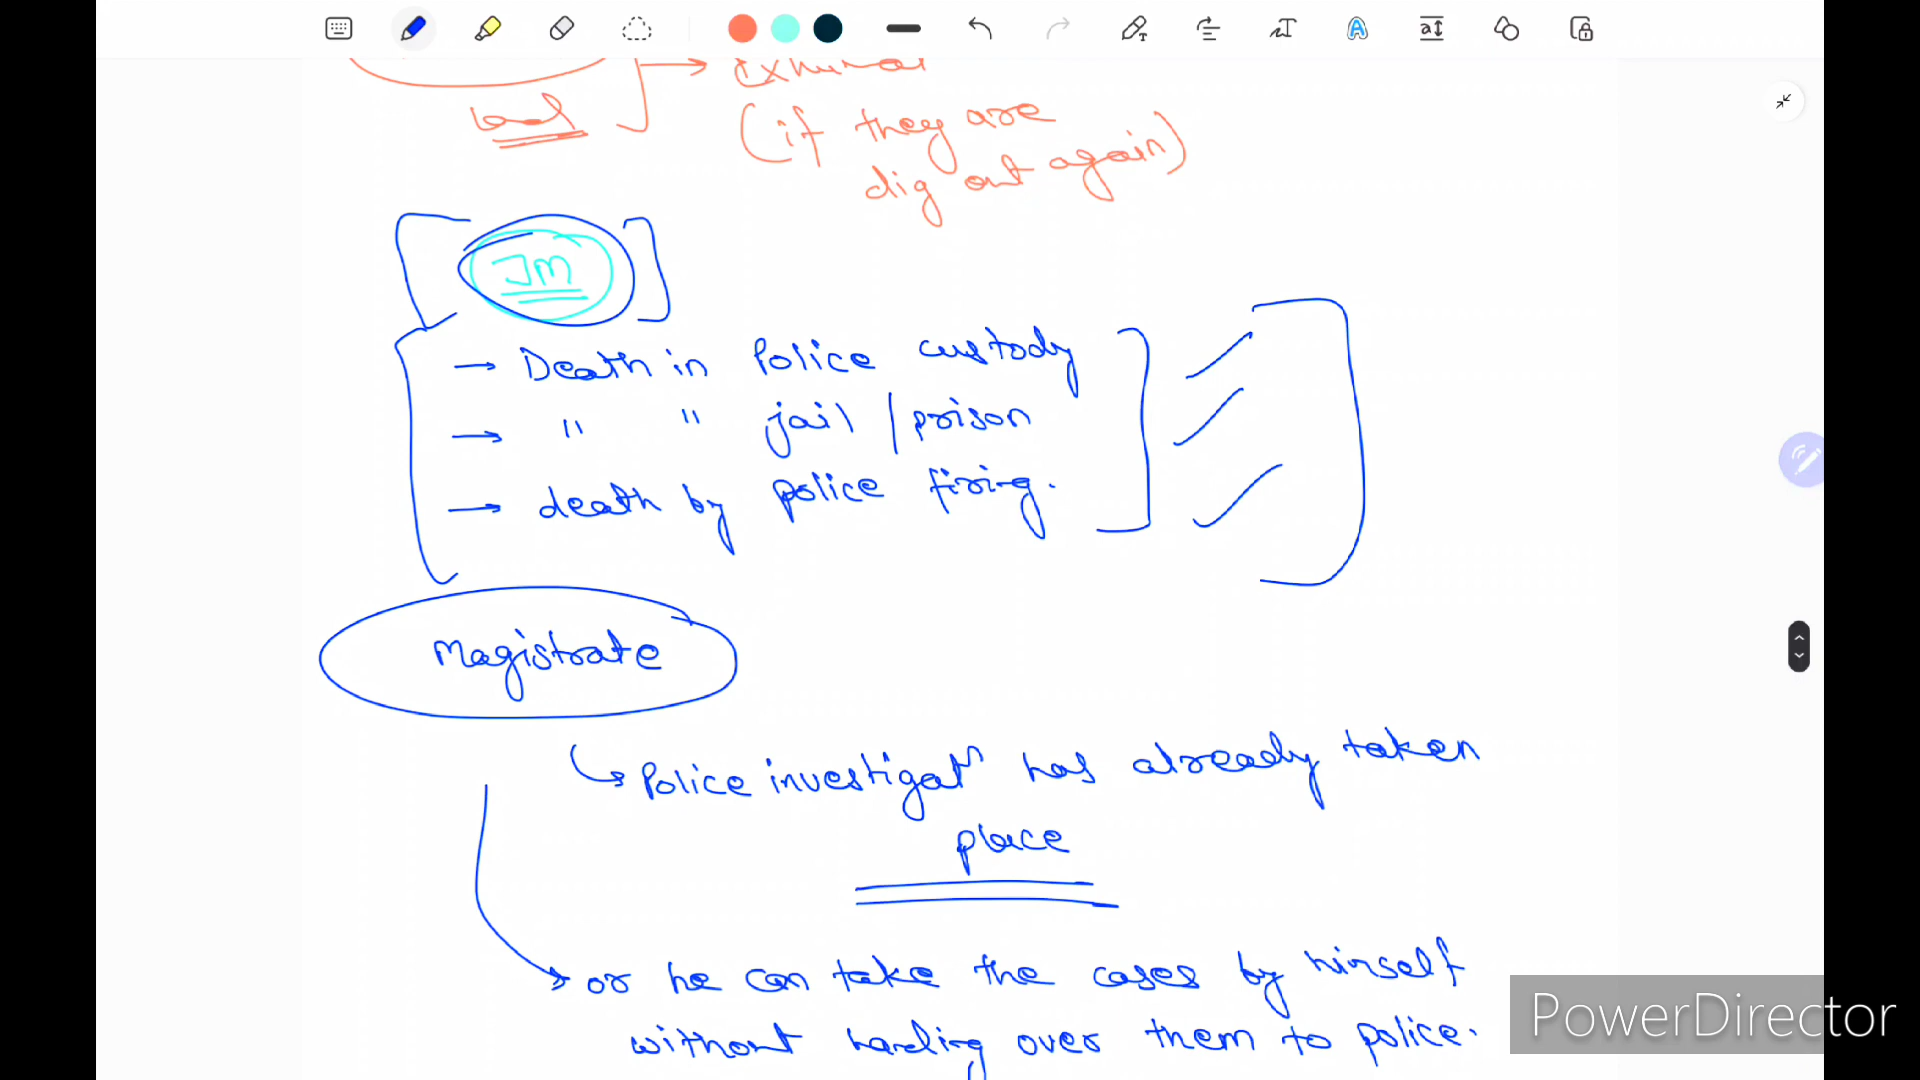 (if they are
dig out again)
JM
→ Death in Police custody
→ " " jail / prison
→ death by police firing.
Magistrate
↳ Police investigatⁿ has already taken
place
→ or he can take the cases by himself
without handing over them to police.
PowerDirector